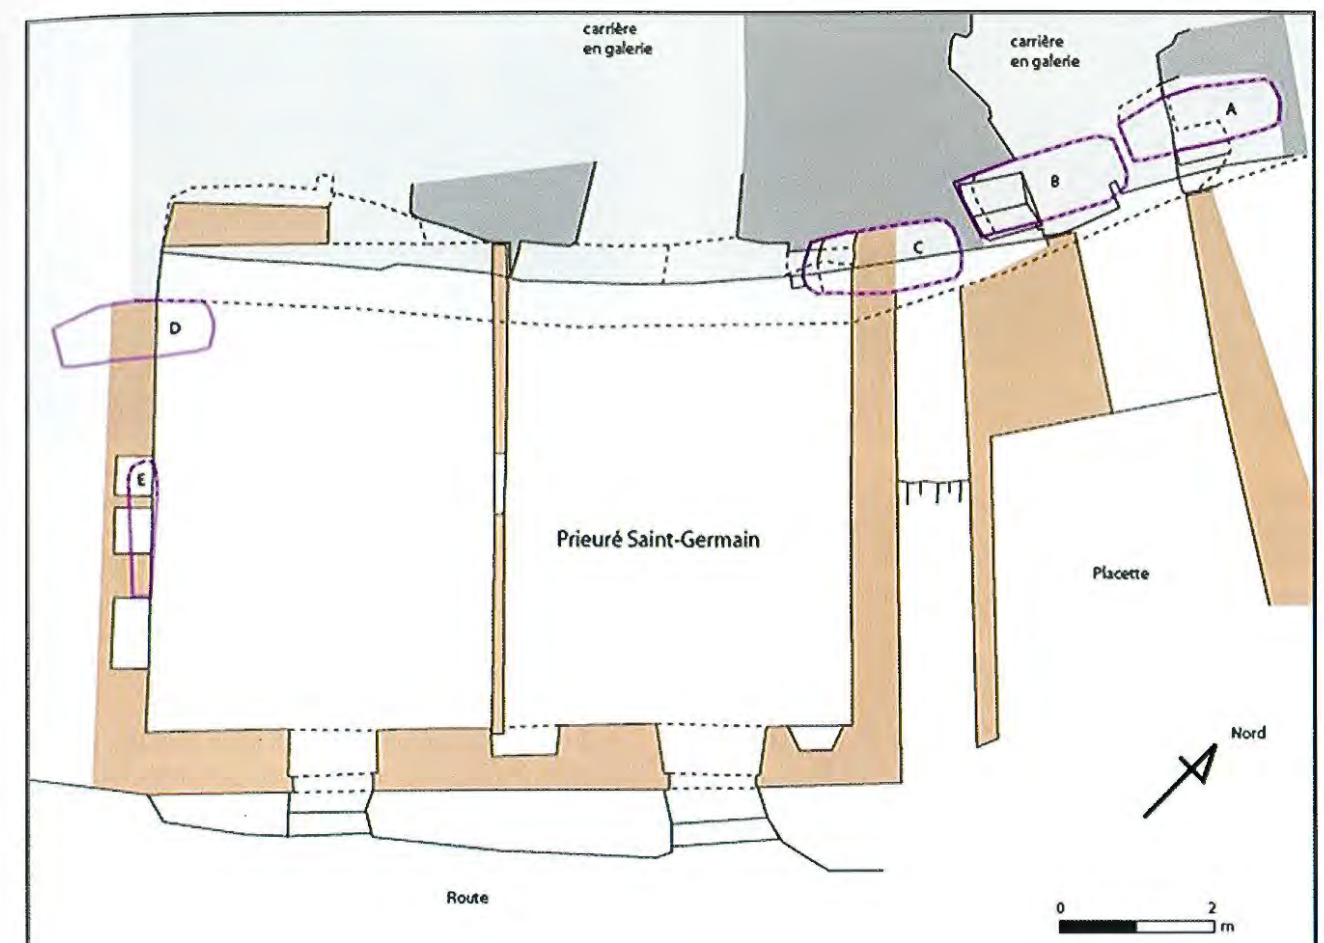 carrière
en galerie
carrière
en galerie
A
B
C
D
E
Prieuré Saint-Germain
Placette
Nord
Route
0 2
m